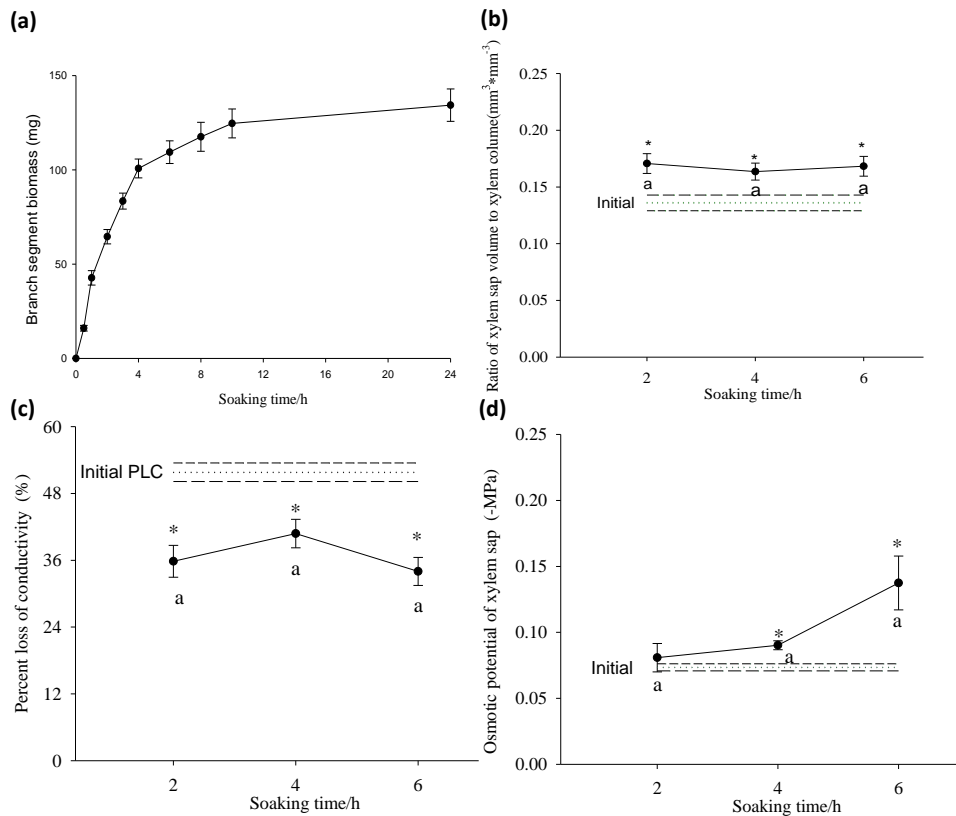 (a)
150
100
50
0
Branch segment biomass (mg)
0 4 8 12 16 20 24
Soaking time/h
(b)
0.25
0.20
0.15
0.10
0.05
0.00
Ratio of xylem sap volume to xylem colume(mm3*mm-3)
* * *
a a a
Initial
2 4 6
Soaking time/h
(c)
60
48
36
24
12
0
Percent loss of conductivity (%)
Initial PLC
* * *
a a a
2 4 6
Soaking time/h
(d)
0.25
0.20
0.15
0.10
0.05
0.00
Osmotic potential of xylem sap (-MPa)
*
* a
a
a
Initial
2 4 6
Soaking time/h